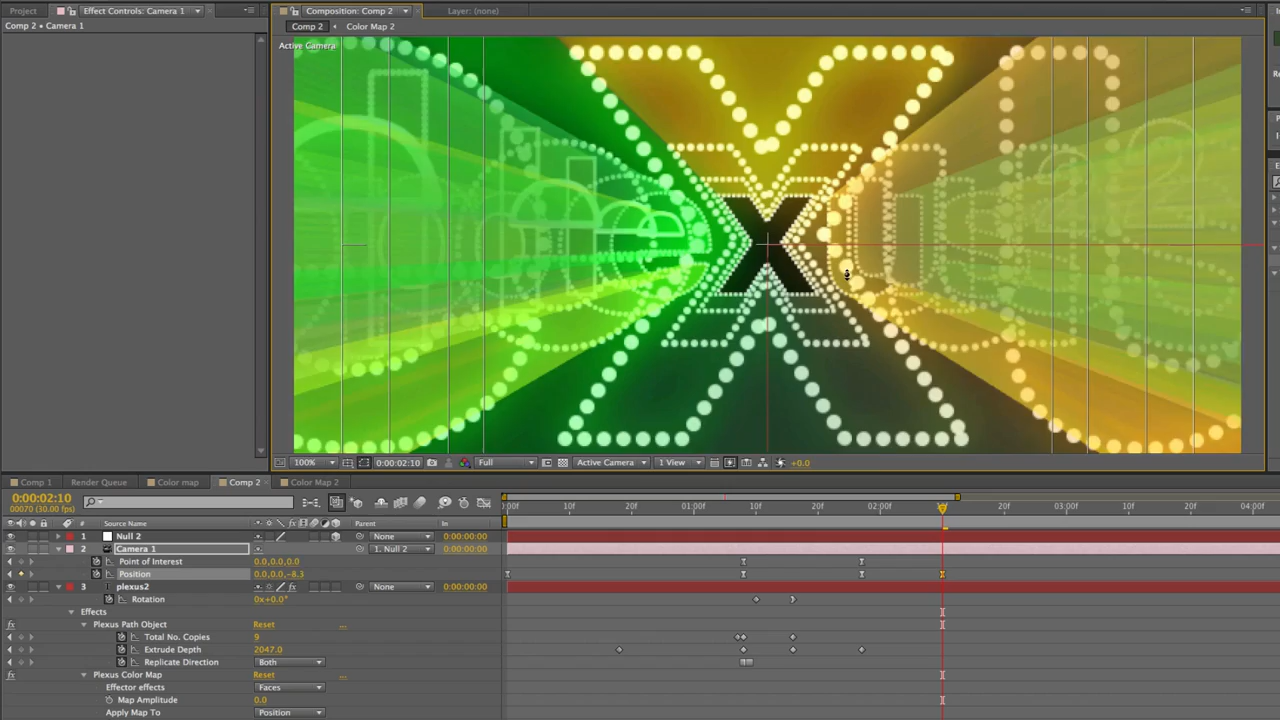 Project Effect Controls: Camera 1 Composition: Comp 2 Layer: (none)
Comp 2 • Camera 1
Comp 2 Color Map 2
Active Camera
100% 0:00:02:10 Full Active Camera 1 View +0.0
Comp 1 Render Queue Color map Comp 2 Color Map 2
0:00:02:10
00070 (30.00 fps)
:00f 10f 20f 10f 02:00f 20f 03:00f 10f 20f 04:00f
# Source Name Parent In
1 Null 2 None 0:00:00:00
2 Camera 1 1. Null 2 0:00:00:00
Point of Interest 0.0,0.0,0.0
Position 0.0,0.0,-8.3
3 plexus2 None 0:00:00:00
Rotation 0x+0.0°
Effects
Plexus Path Object Reset ...
Total No. Copies 9
Extrude Depth 2047.0
Replicate Direction Both
Plexus Color Map Reset ...
Effector effects Faces
Map Amplitude 0.0
Apply Map To Position